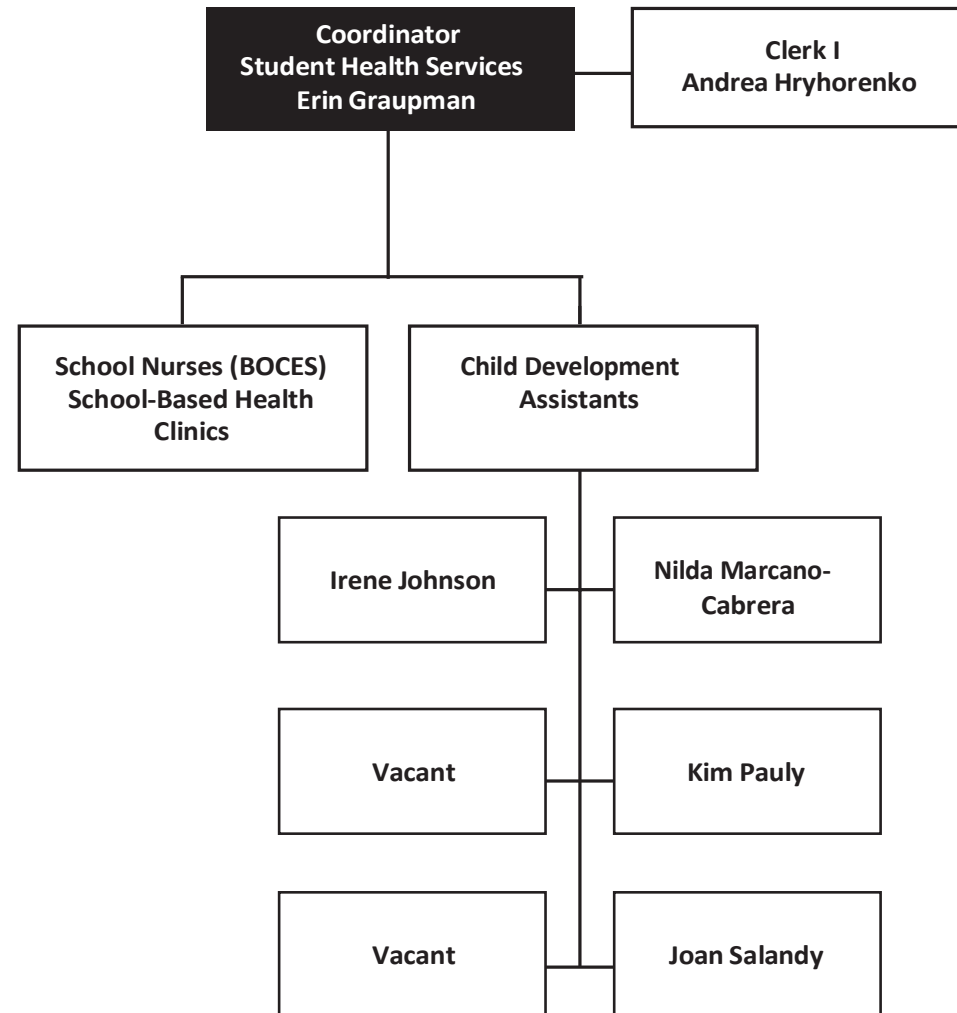 Coordinator
Student Health Services
Erin Graupman
Clerk I
Andrea Hryhorenko
School Nurses (BOCES)
School-Based Health
Clinics
Child Development
Assistants
Irene Johnson
Nilda Marcano-
Cabrera
Vacant
Kim Pauly
Vacant
Joan Salandy